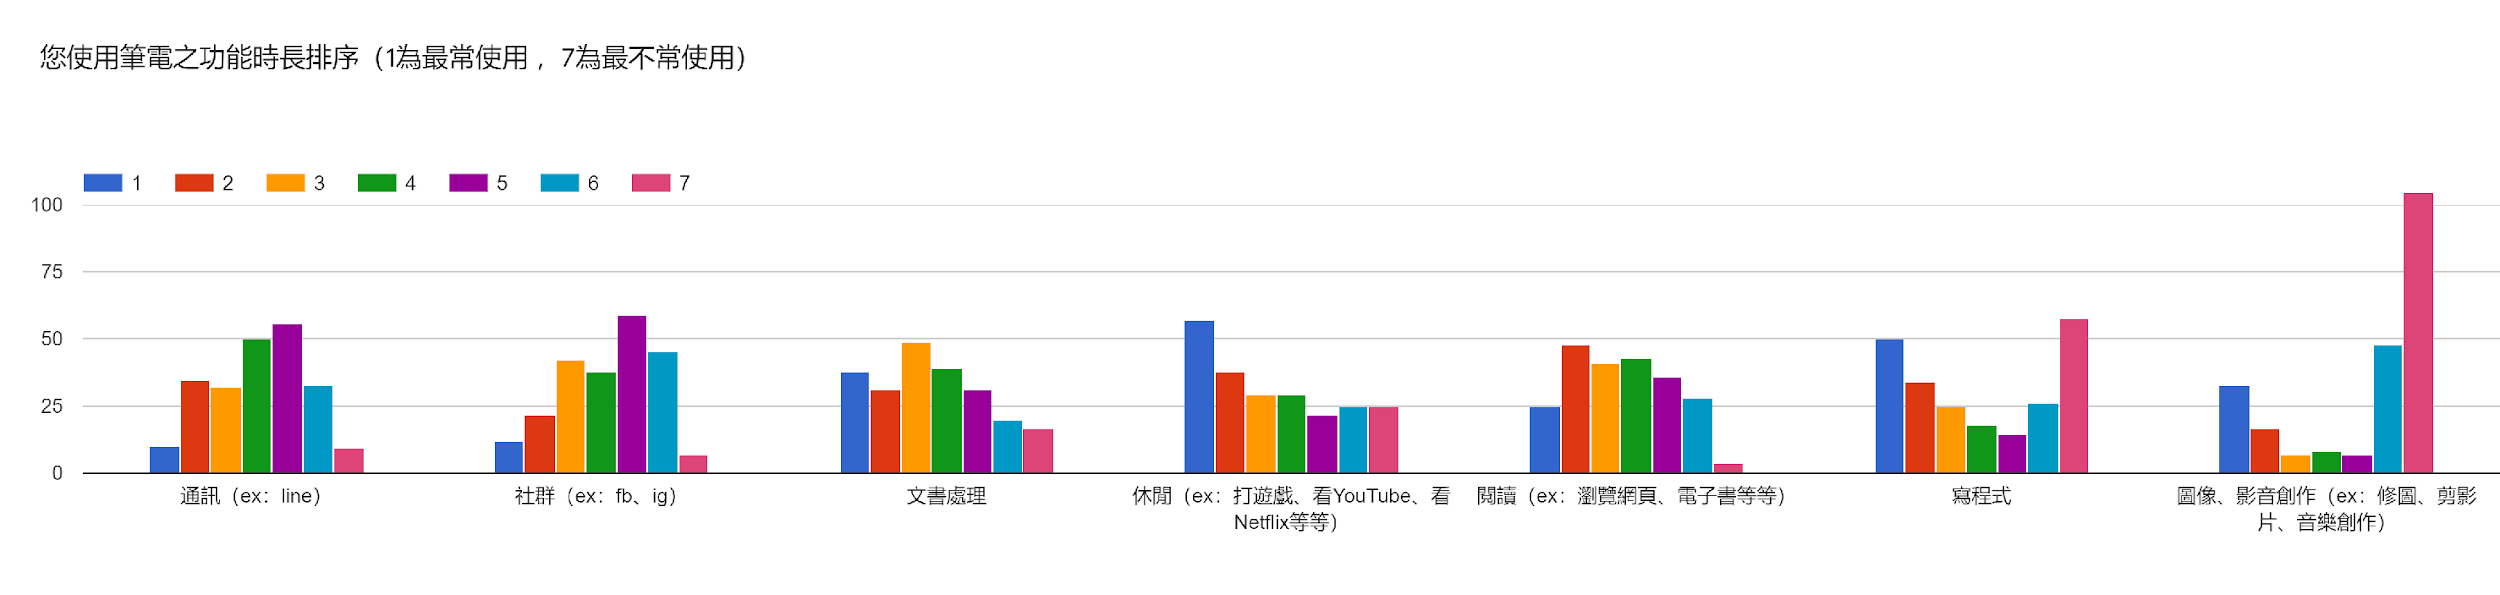 您使用筆電之功能時長排序（1為最常使用，7為最不常使用）
1 2 3 4 5 6 7
100
75
50
25
0
通訊（ex：line）
社群（ex：fb、ig）
文書處理
休閒（ex：打遊戲、看YouTube、看
Netflix等等）
閱讀（ex：瀏覽網頁、電子書等等）
寫程式
圖像、影音創作（ex：修圖、剪影
片、音樂創作）